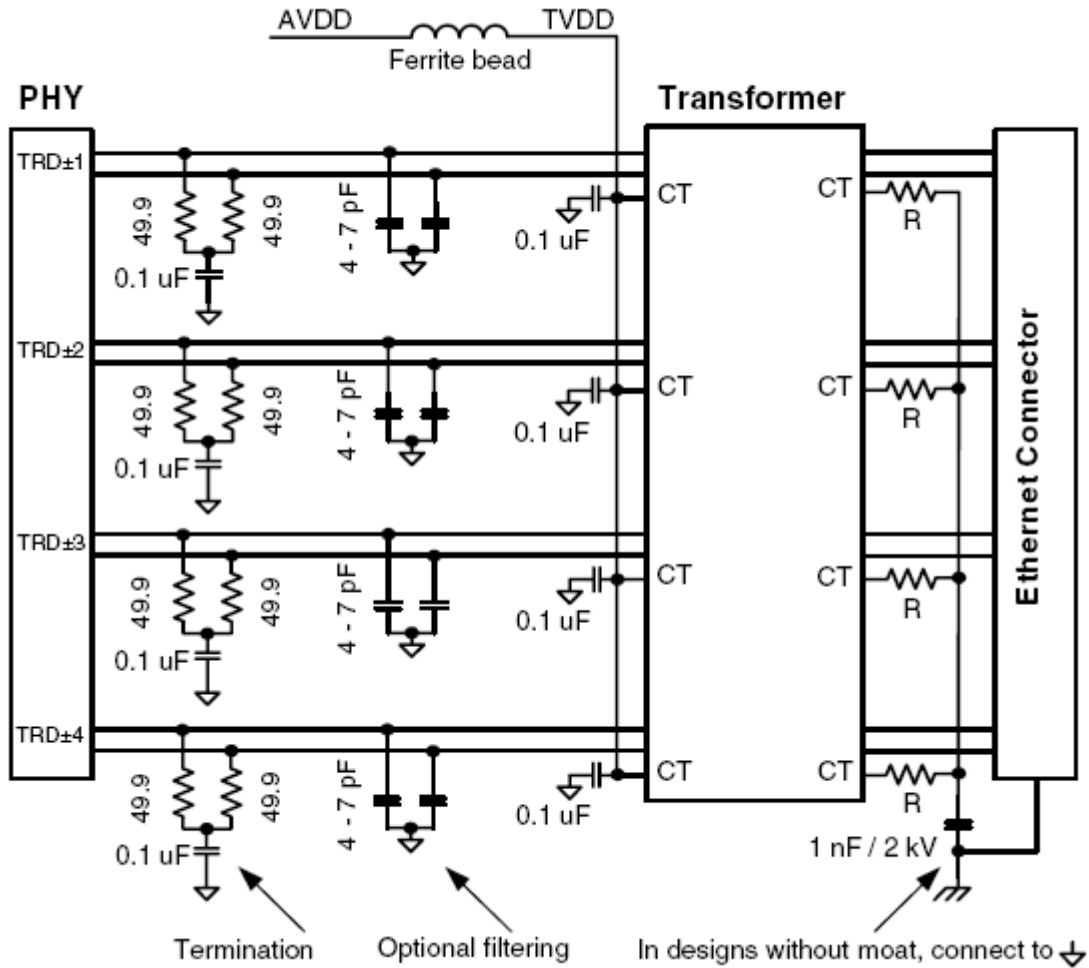 AVDD
TVDD
Ferrite bead
PHY
Transformer
TRD±1
CT
CT
49.9
49.9
4 - 7 pF
0.1 uF
R
0.1 uF
TRD±2
CT
CT
49.9
49.9
4 - 7 pF
0.1 uF
R
0.1 uF
TRD±3
CT
CT
49.9
49.9
4 - 7 pF
0.1 uF
R
0.1 uF
TRD±4
CT
CT
49.9
49.9
4 - 7 pF
0.1 uF
R
0.1 uF
1 nF / 2 kV
Ethernet Connector
Termination
Optional filtering
In designs without moat, connect to